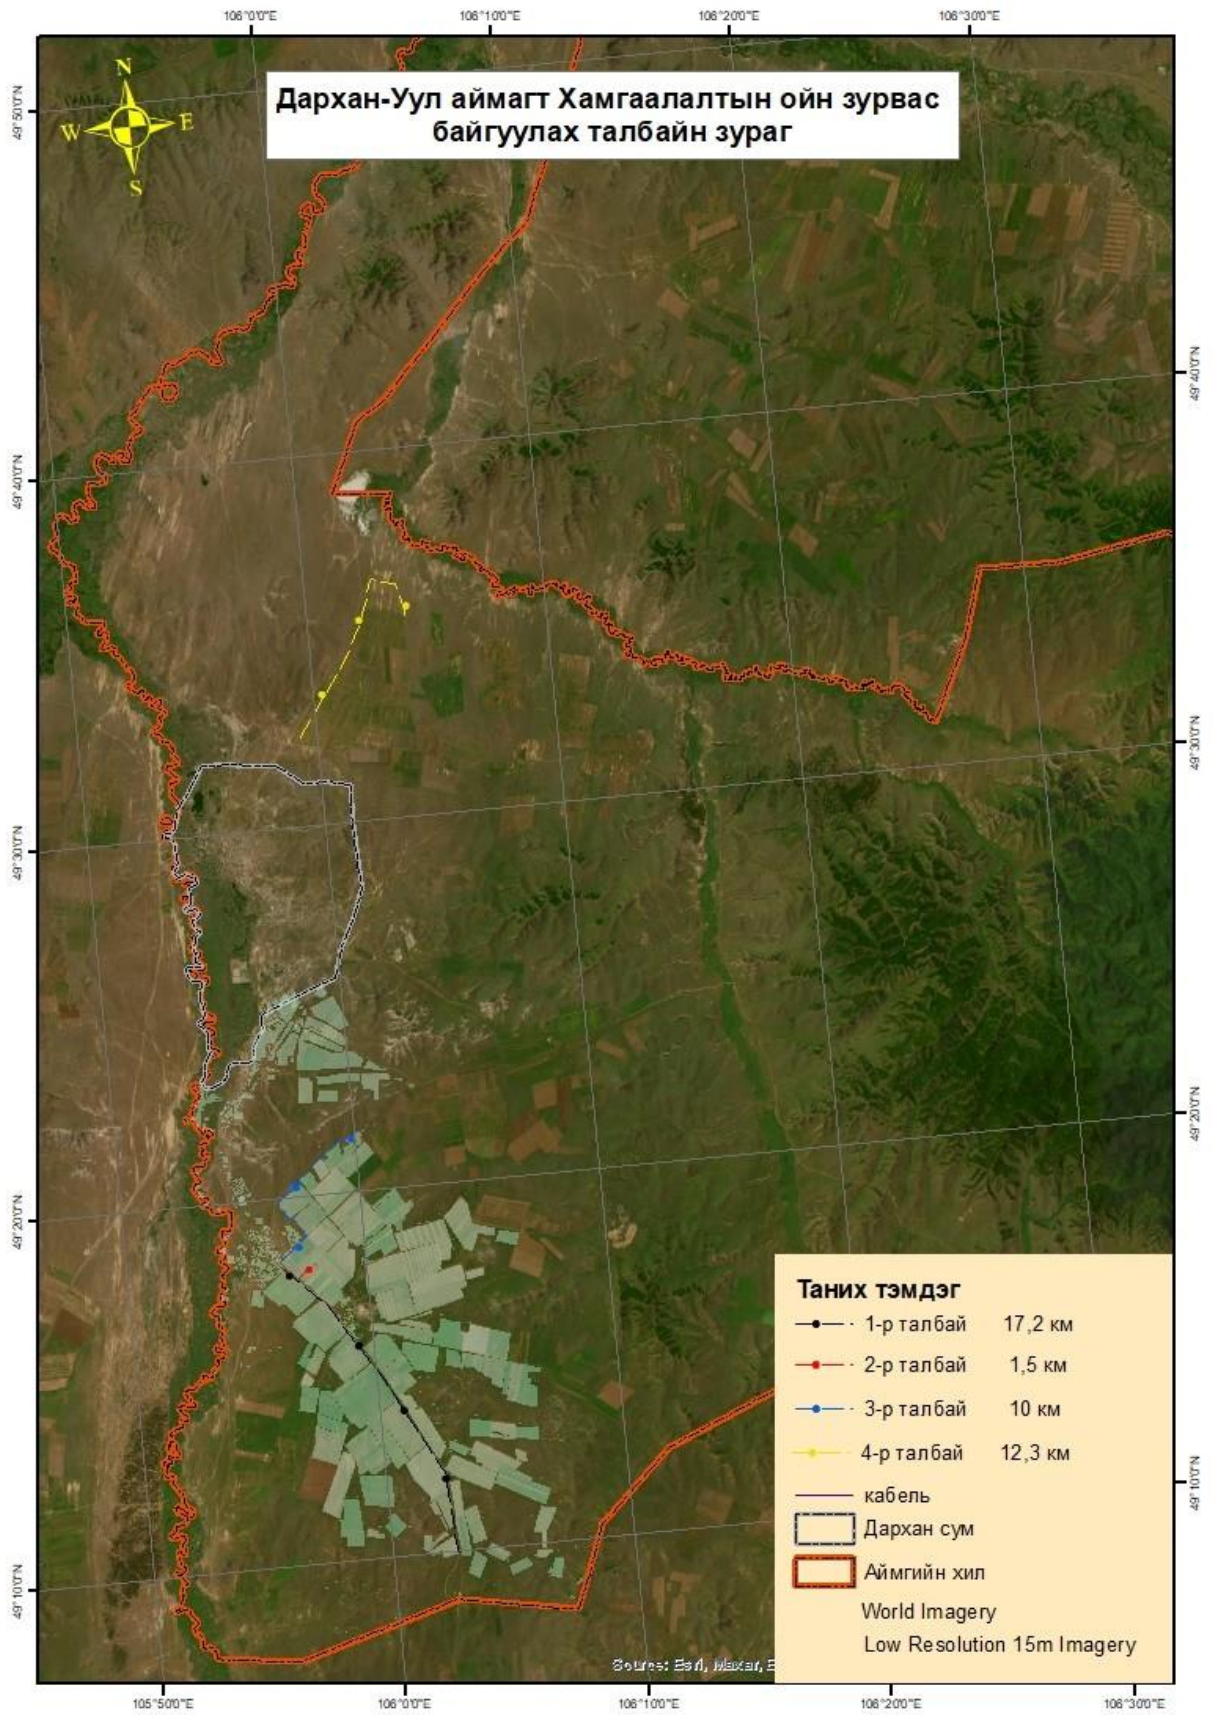 106°0'0"E 106°10'0"E 106°20'0"E 106°30'0"E
N
W E
S
Дархан-Уул аймагт Хамгаалалтын ойн зурвас
байгуулах талбайн зураг
49°50'0"N
49°40'0"N
49°40'0"N
49°30'0"N
49°30'0"N
49°20'0"N
49°20'0"N
49°10'0"N
49°10'0"N
Таних тэмдэг
1-р талбай 17,2 км
2-р талбай 1,5 км
3-р талбай 10 км
4-р талбай 12,3 км
кабель
Дархан сум
Аймгийн хил
World Imagery
Low Resolution 15m Imagery
Source: Esri, Maxar, E
105°50'0"E 106°0'0"E 106°10'0"E 106°20'0"E 106°30'0"E